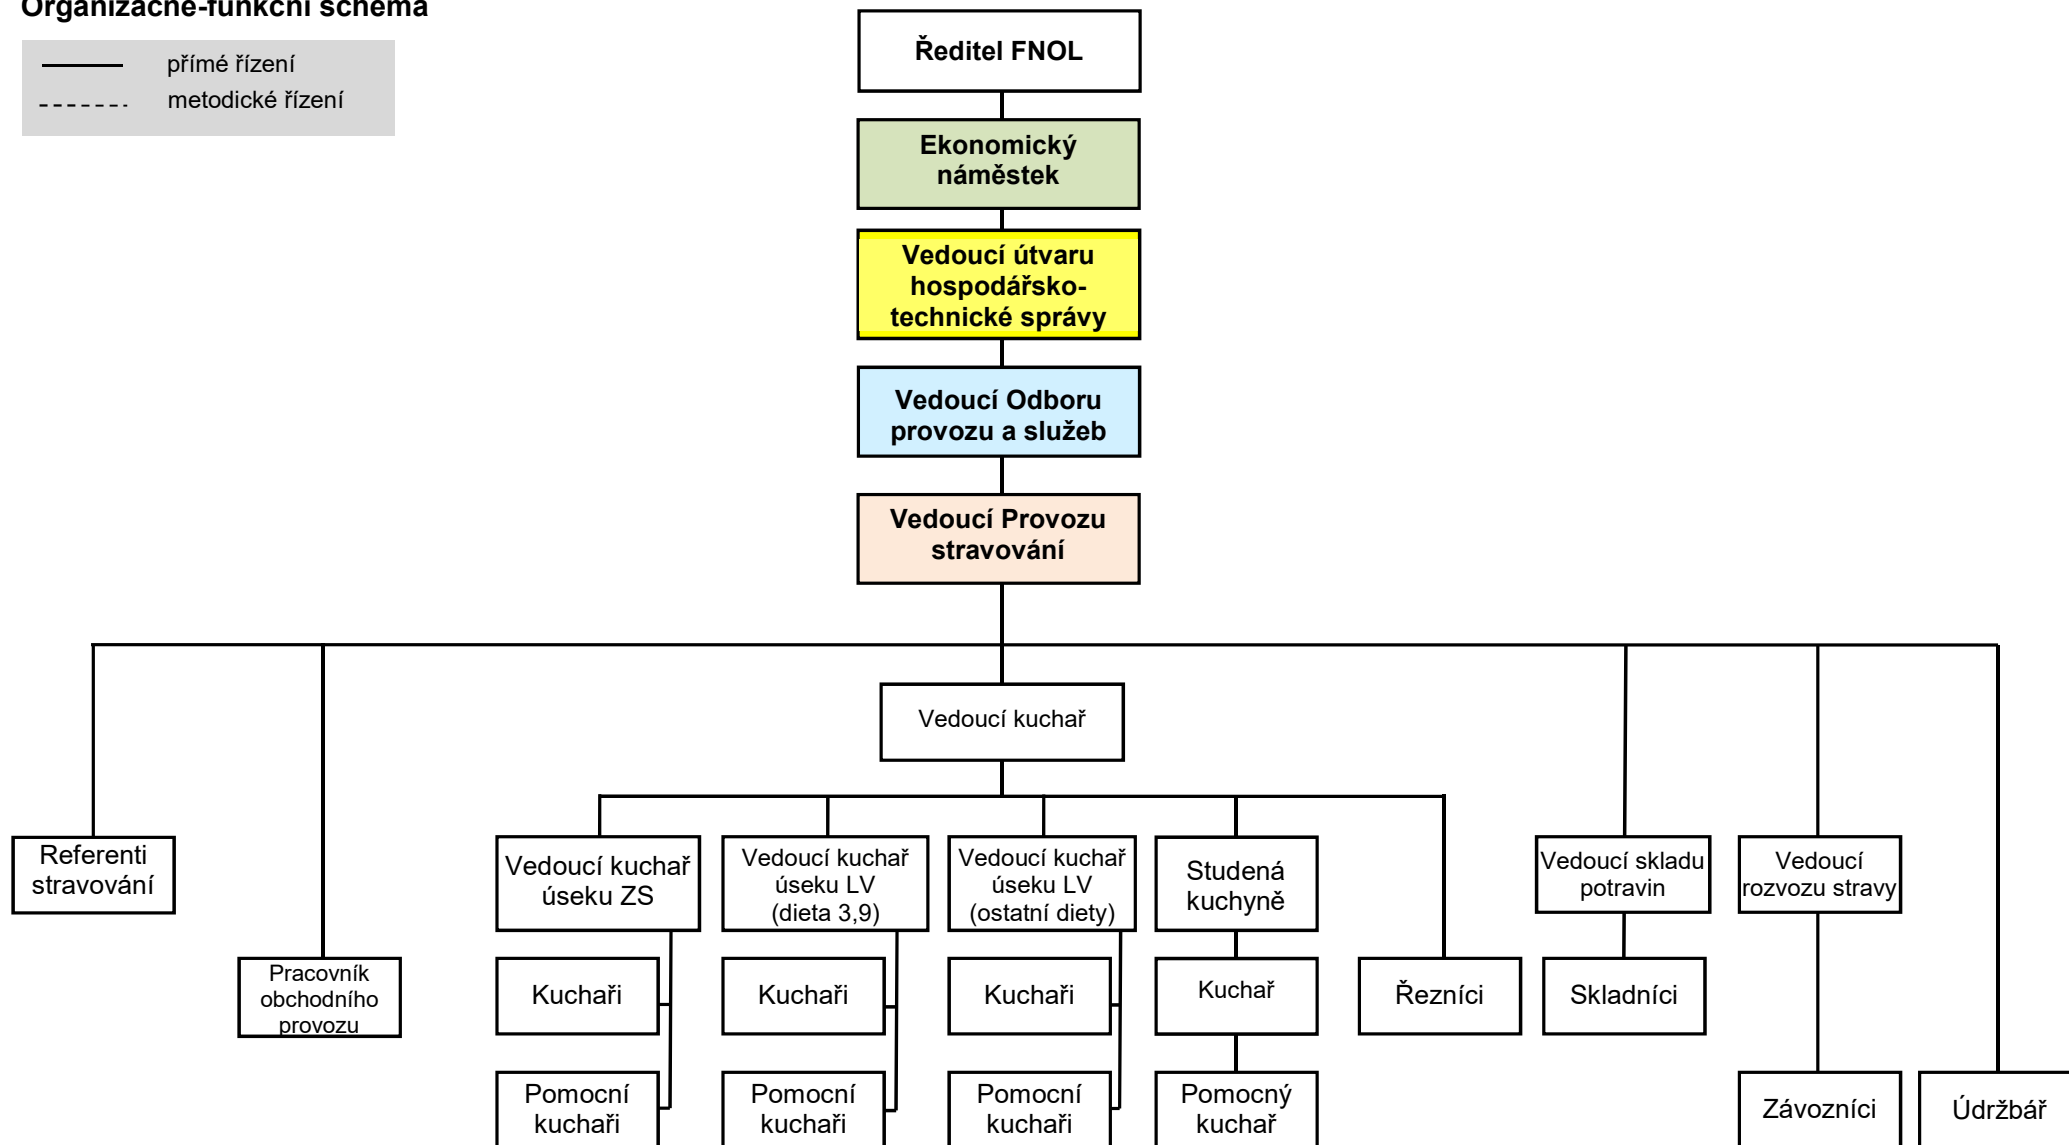 Organizačně-funkční schéma
přímé řízení
metodické řízení
Ředitel FNOL
Ekonomický
náměstek
Vedoucí útvaru
hospodářsko-
technické správy
Vedoucí Odboru
provozu a služeb
Vedoucí Provozu
stravování
Vedoucí kuchař
Referenti
stravování
Pracovník
obchodního
provozu
Vedoucí kuchař
úseku ZS
Kuchaři
Pomocní
kuchaři
Vedoucí kuchař
úseku LV
(dieta 3,9)
Kuchaři
Pomocní
kuchaři
Vedoucí kuchař
úseku LV
(ostatní diety)
Kuchaři
Pomocní
kuchaři
Studená
kuchyně
Kuchař
Pomocný
kuchař
Řezníci
Vedoucí skladu
potravin
Skladníci
Vedoucí
rozvozu stravy
Závozníci
Údržbář